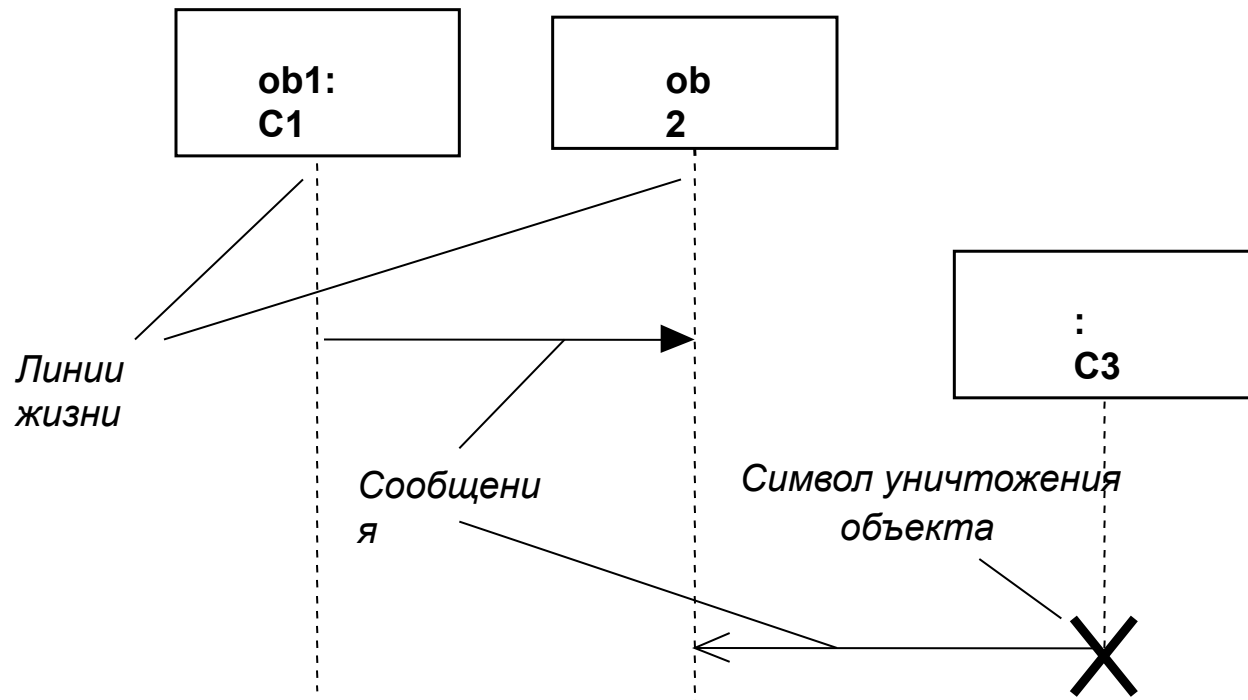 ob1:
C1
ob
2
:
C3
Линии
жизни
Сообщени
я
Символ уничтожения
объекта